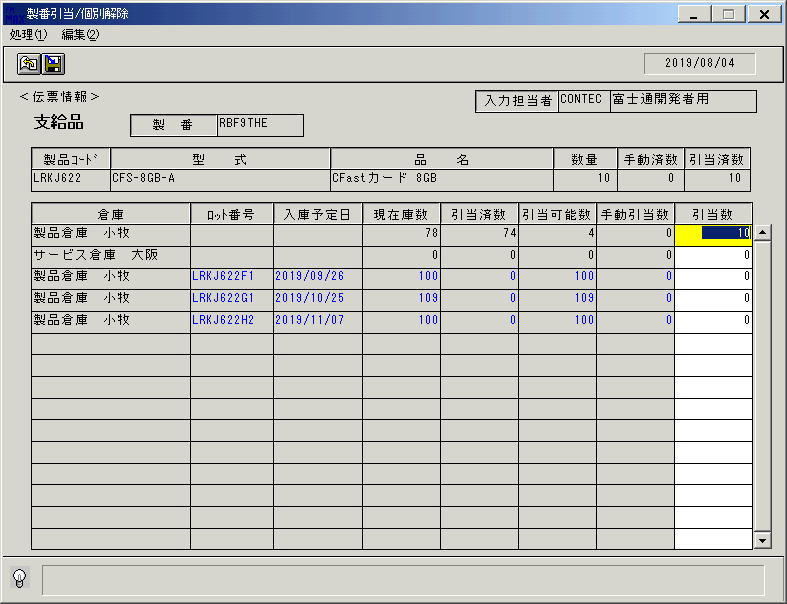 製番引当/個別解除
処理(1) 編集(2)
2019/08/04
＜伝票情報＞
入力担当者 CONTEC 富士通開発者用
支給品 製 番 RBF9THE
製品ｺｰﾄﾞ 型 式 品 名 数量 手動済数 引当済数
LRKJ622 CFS-8GB-A CFastカード 8GB 10 0 10
倉庫 ﾛｯﾄ番号 入庫予定日 現在庫数 引当済数 引当可能数 手動引当数 引当数
製品倉庫 小牧 78 74 4 0 10
サービス倉庫 大阪 0 0 0 0 0
製品倉庫 小牧 LRKJ622F1 2019/09/26 100 0 100 0 0
製品倉庫 小牧 LRKJ622G1 2019/10/25 109 0 109 0 0
製品倉庫 小牧 LRKJ622H2 2019/11/07 100 0 100 0 0